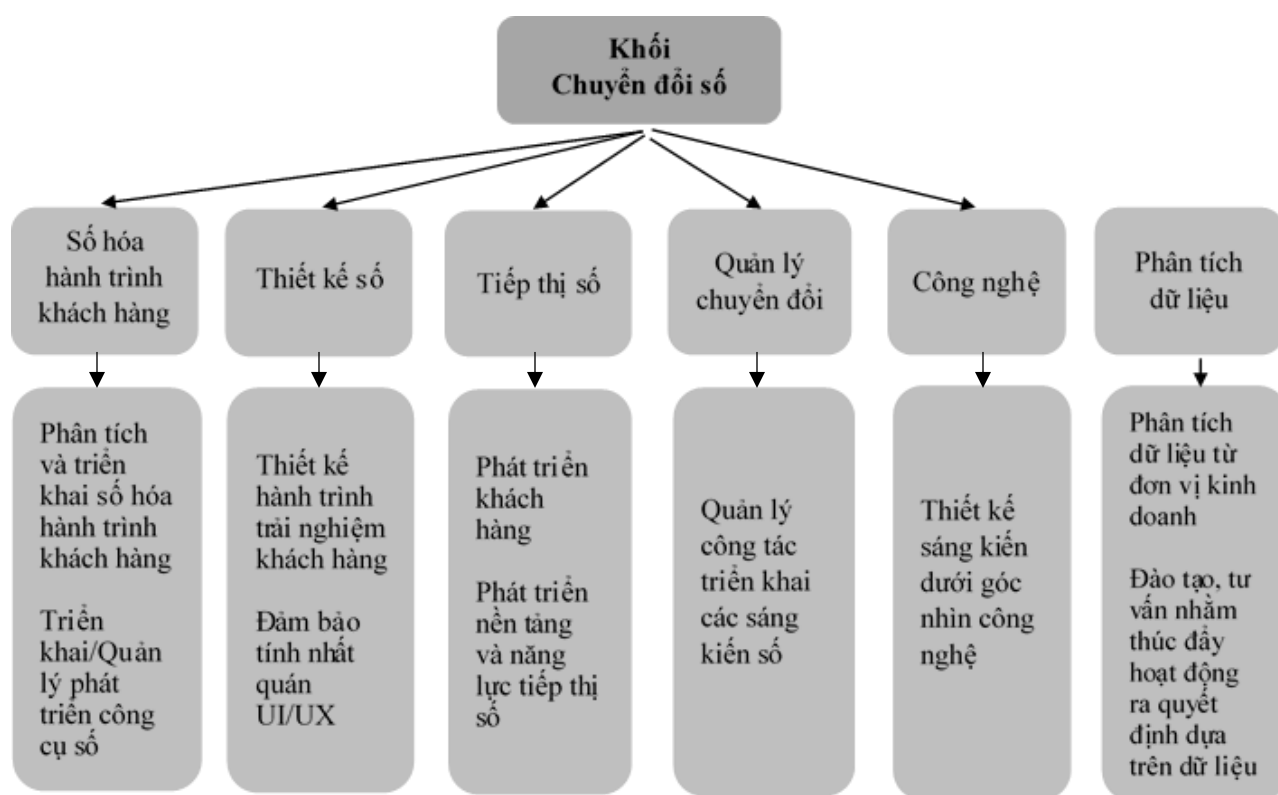 Khối
Chuyển đổi số
Số hóa
hành trình
khách hàng
Thiết kế số
Tiếp thị số
Quản lý
chuyển đổi
Công nghệ
Phân tích
dữ liệu
Phân tích
và triển
khai số hóa
hành trình
khách hàng
Triển
khai/Quản
lý phát
triển công
cụ số
Thiết kế
hành trình
trải nghiệm
khách hàng
Đảm bảo
tính nhất
quán
UI/UX
Phát triển
khách
hàng
Phát triển
nền tảng
và năng
lực tiếp thị
số
Quản lý
công tác
triển khai
các sáng
kiến số
Thiết kế
sáng kiến
dưới góc
nhìn công
nghệ
Phân tích
dữ liệu từ
đơn vị kinh
doanh
Đào tạo, tư
vấn nhằm
thúc đẩy
hoạt động
ra quyết
định dựa
trên dữ liệu